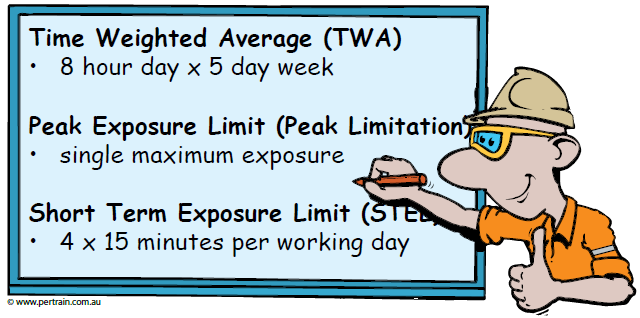 Time Weighted Average (TWA)
• 8 hour day x 5 day week
Peak Exposure Limit (Peak Limitation)
• single maximum exposure
Short Term Exposure Limit (STEL)
• 4 x 15 minutes per working day
© www.pertrain.com.au